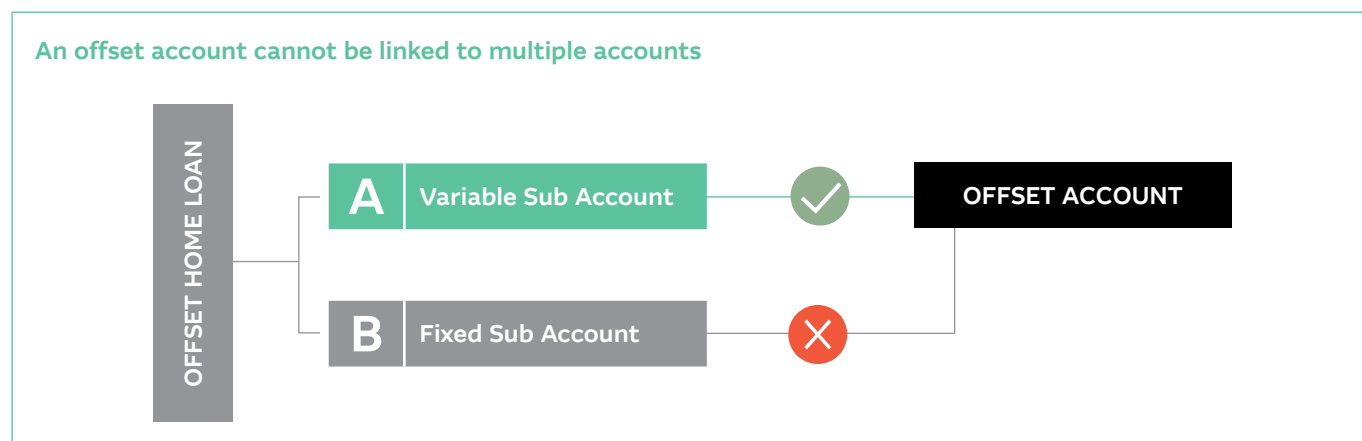 An offset account cannot be linked to multiple accounts
OFFSET HOME LOAN
A Variable Sub Account
OFFSET ACCOUNT
B Fixed Sub Account